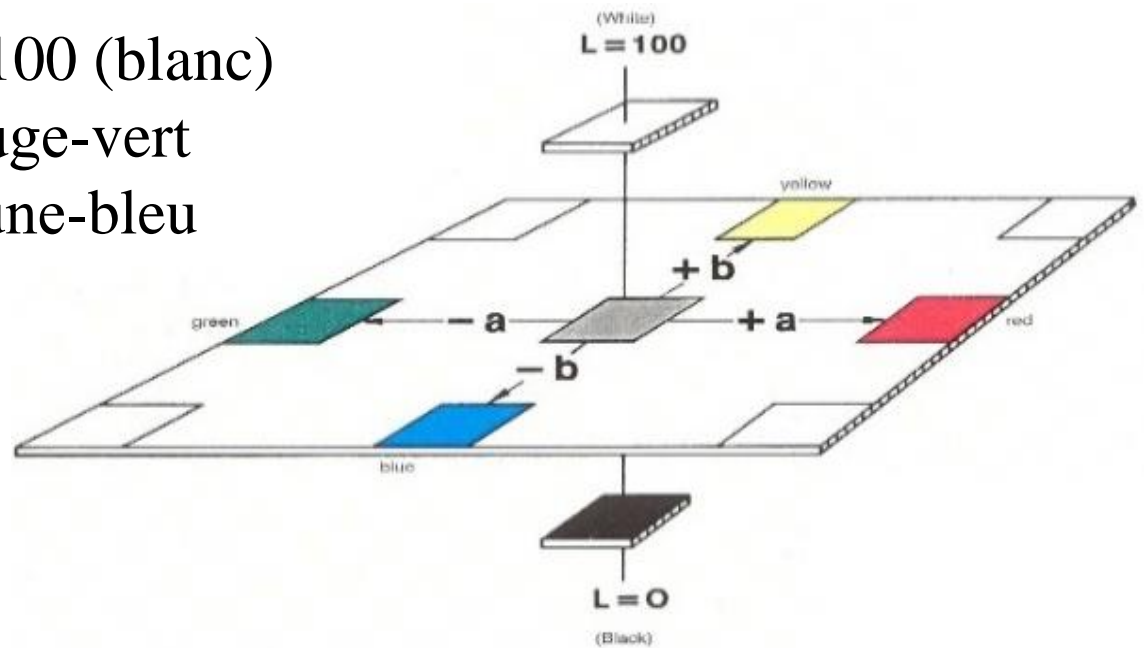 100 (blanc)
uge-vert
une-bleu
(White)
L = 100
yellow
+ b
green
- a
+ a
red
- b
blue
L = O
(Black)